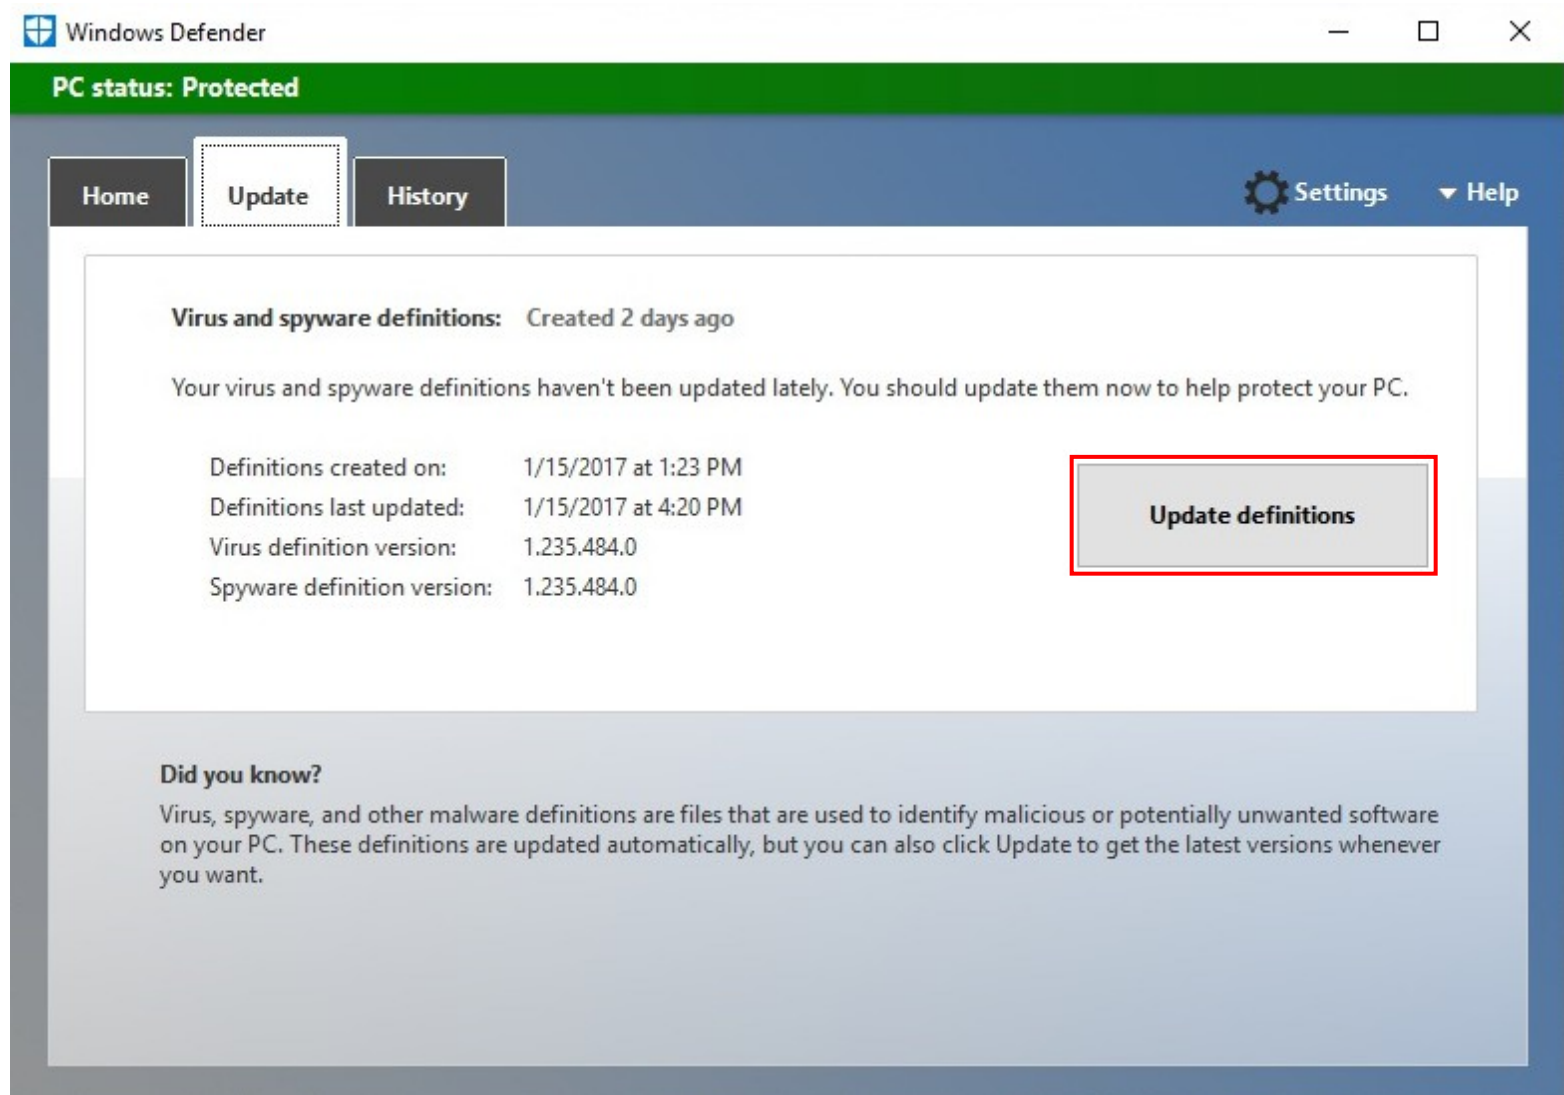 Windows Defender
PC status: Protected
Home Update History Settings Help
Virus and spyware definitions: Created 2 days ago
Your virus and spyware definitions haven't been updated lately. You should update them now to help protect your PC.
Definitions created on: 1/15/2017 at 1:23 PM
Definitions last updated: 1/15/2017 at 4:20 PM
Virus definition version: 1.235.484.0
Spyware definition version: 1.235.484.0
Update definitions
Did you know?
Virus, spyware, and other malware definitions are files that are used to identify malicious or potentially unwanted software
on your PC. These definitions are updated automatically, but you can also click Update to get the latest versions whenever
you want.